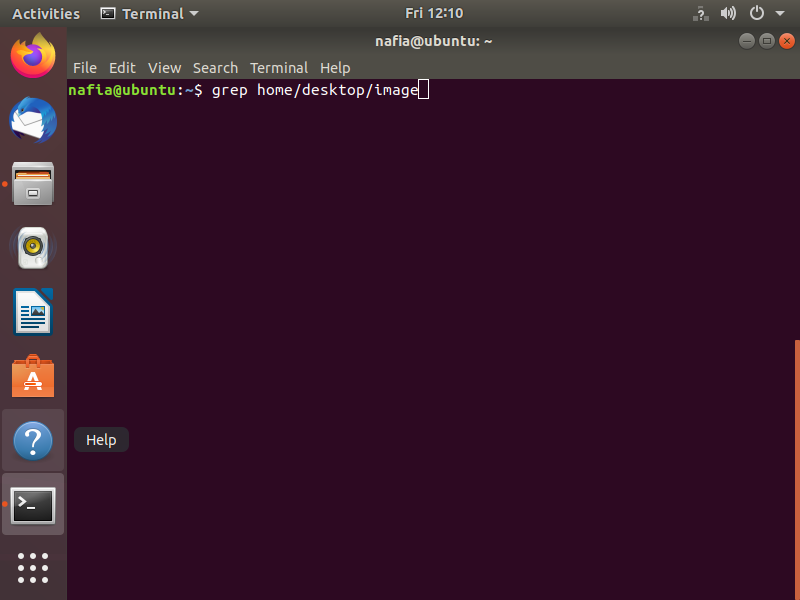 Activities Terminal Fri 12:10
nafia@ubuntu: ~
File Edit View Search Terminal Help
nafia@ubuntu:~$ grep home/desktop/image
Help